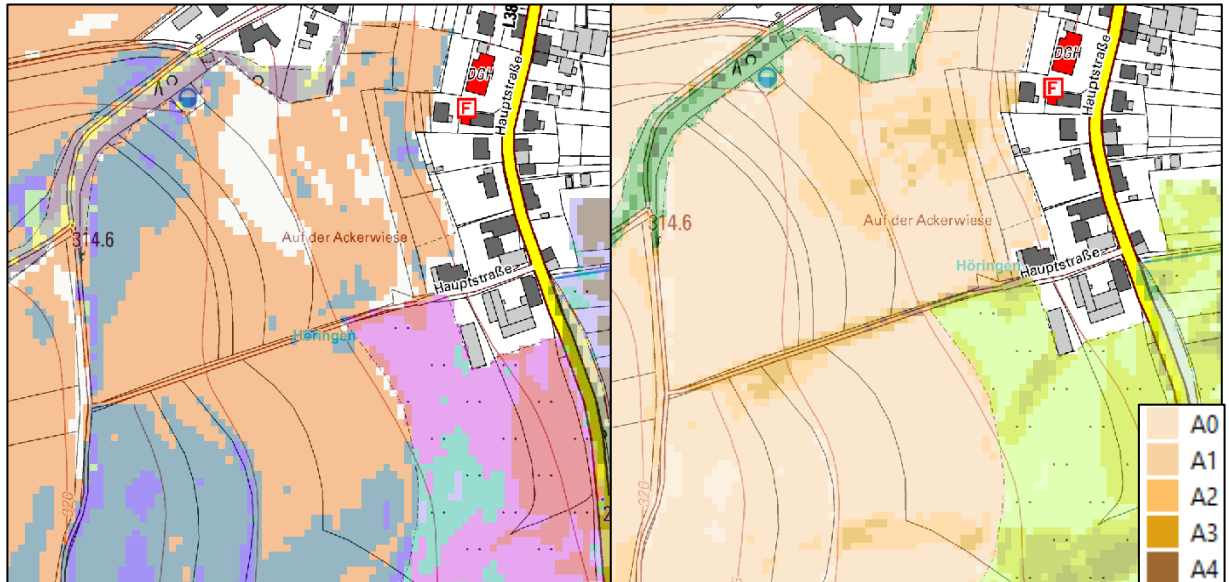 L38
DGH
F
Hauptstraße
314.6
Auf der Ackerwiese
Hauptstraße
Höringen
320
DGH
F
Hauptstraße
314.6
Auf der Ackerwiese
Höringen
Hauptstraße
320
A0
A1
A2
A3
A4